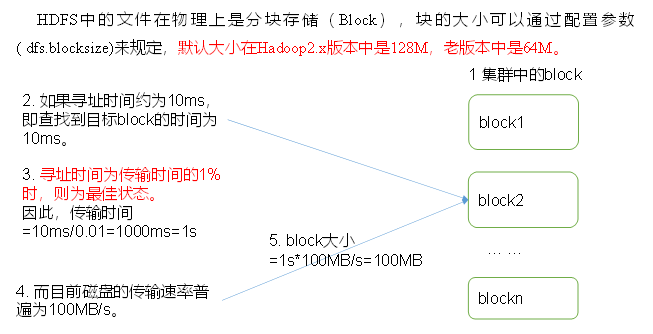 HDFS中的文件在物理上是分块存储（Block），块的大小可以通过配置参数
( dfs.blocksize)来规定，默认大小在Hadoop2.x版本中是128M，老版本中是64M。
1 集群中的block
block1
2. 如果寻址时间约为10ms，
即查找到目标block的时间为
10ms。
3. 寻址时间为传输时间的1%
时，则为最佳状态。
因此，传输时间
=10ms/0.01=1000ms=1s
block2
5. block大小
=1s*100MB/s=100MB
... ...
4. 而目前磁盘的传输速率普
遍为100MB/s。
blockn